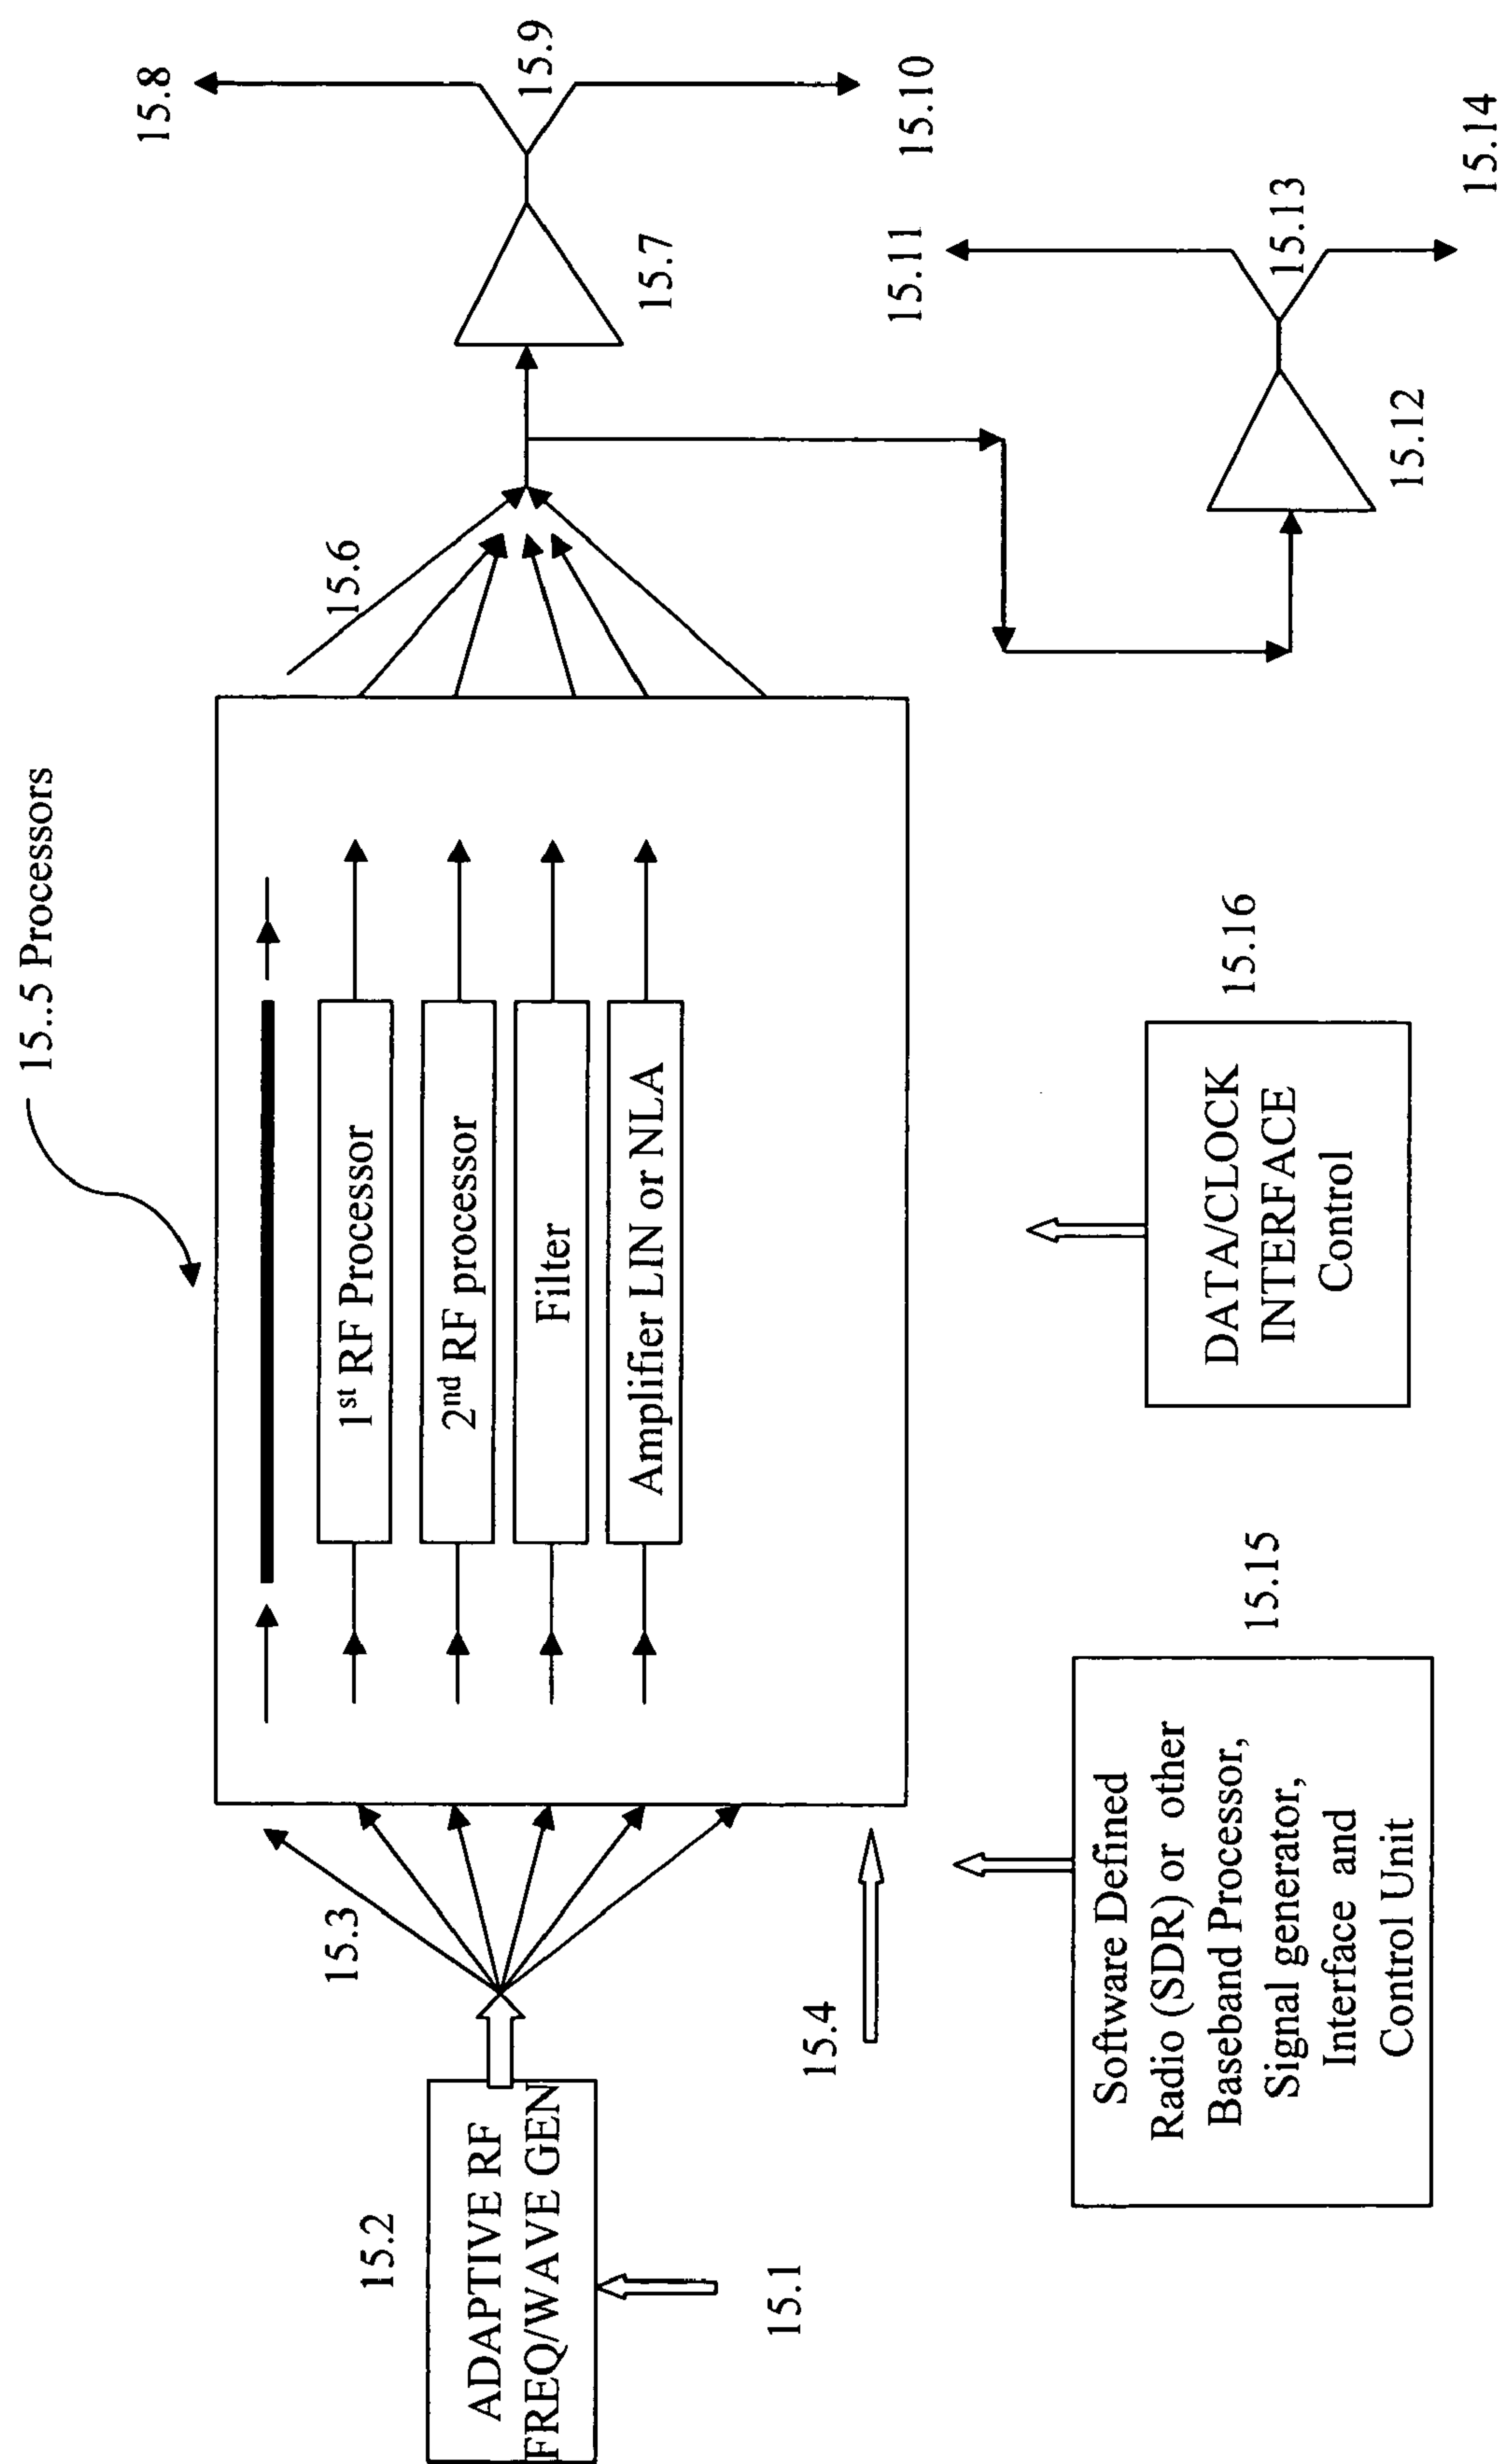 15..5 Processors
15.8
15.9
15.10
15.7
15.6
15.3
15.2
ADAPTIVE RF
FREQ/WAVE GEN
15.1
15.4
1st RF Processor
2nd RF processor
Filter
Amplifier LIN or NLA
15.11
15.13
15.14
15.12
15.15
Software Defined
Radio (SDR) or other
Baseband Processor,
Signal generator,
Interface and
Control Unit
15.16
DATA/CLOCK
INTERFACE
Control